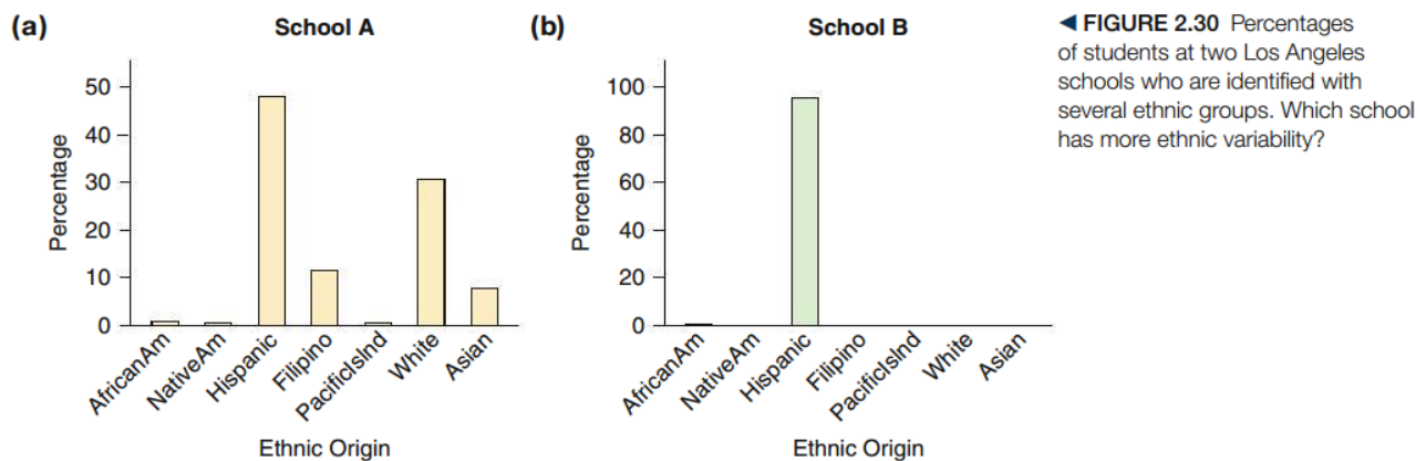 (a)
School A
50
40
30
20
10
0
Percentage
AfricanAm
NativeAm
Hispanic
Filipino
PacificIsInd
White
Asian
Ethnic Origin
(b)
School B
100
80
60
40
20
0
Percentage
AfricanAm
NativeAm
Hispanic
Filipino
PacificIsInd
White
Asian
Ethnic Origin
◄ FIGURE 2.30 Percentages
of students at two Los Angeles
schools who are identified with
several ethnic groups. Which school
has more ethnic variability?